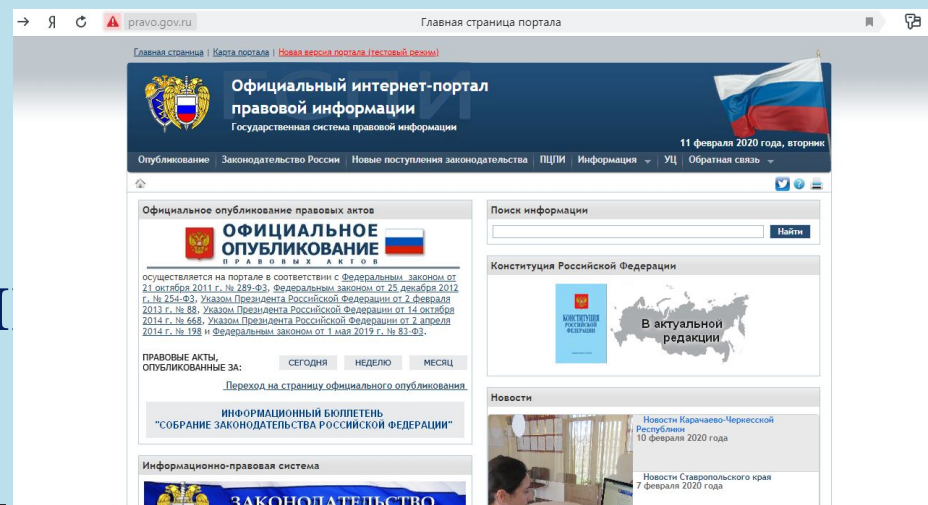 Я pravo.gov.ru Главная страница портала
Главная страница | Карта портала | Новая версия портала (тестовый режим)
Официальный интернет-портал
правовой информации
Государственная система правовой информации
11 февраля 2020 года, вторник
Опубликование Законодательство России Новые поступления законодательства ПЦПИ Информация УЦ Обратная связь
Официальное опубликование правовых актов
ОФИЦИАЛЬНОЕ
ОПУБЛИКОВАНИЕ
ПРАВОВЫХ АКТОВ
осуществляется на портале в соответствии с Федеральным законом от
21 октября 2011 г. № 289-ФЗ, Федеральным законом от 25 декабря 2012
г. № 254-ФЗ, Указом Президента Российской Федерации от 2 февраля
2013 г. № 88, Указом Президента Российской Федерации от 14 октября
2014 г. № 668, Указом Президента Российской Федерации от 2 апреля
2014 г. № 198 и Федеральным законом от 1 мая 2019 г. № 83-ФЗ.
ПРАВОВЫЕ АКТЫ,
ОПУБЛИКОВАННЫЕ ЗА: СЕГОДНЯ НЕДЕЛЮ МЕСЯЦ
Переход на страницу официального опубликования
ИНФОРМАЦИОННЫЙ БЮЛЛЕТЕНЬ
"СОБРАНИЕ ЗАКОНОДАТЕЛЬСТВА РОССИЙСКОЙ ФЕДЕРАЦИИ"
Информационно-правовая система
ЗАКОНОДАТЕЛЬСТВО
Поиск информации
Найти
Конституция Российской Федерации
КОНСТИТУЦИЯ
РОССИЙСКОЙ
ФЕДЕРАЦИИ
В актуальной
редакции
Новости
Новости Карачаево-Черкесской
Республики
10 февраля 2020 года
Новости Ставропольского края
7 февраля 2020 года